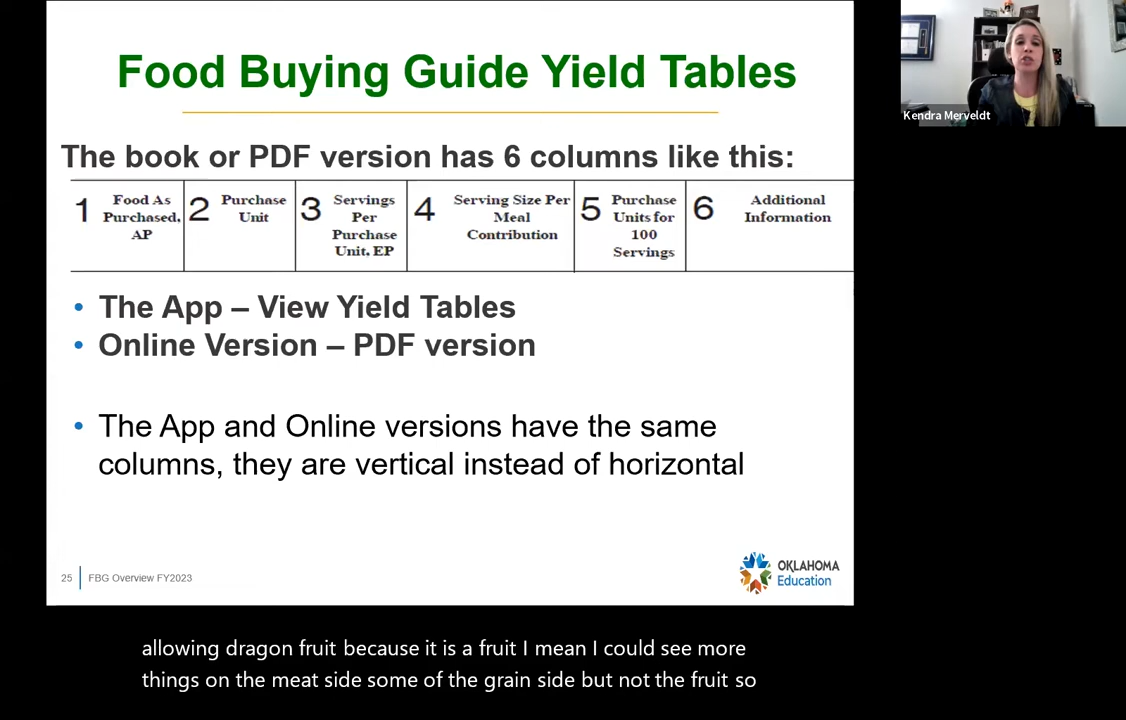 Food Buying Guide Yield Tables
Kendra Merveldt
The book or PDF version has 6 columns like this:
1 Food As Purchased, AP
2 Purchase Unit
3 Servings Per Purchase Unit, EP
4 Serving Size Per Meal Contribution
5 Purchase Units for 100 Servings
6 Additional Information
• The App – View Yield Tables
• Online Version – PDF version
• The App and Online versions have the same
columns, they are vertical instead of horizontal
25 FBG Overview FY2023
OKLAHOMA
Education
allowing dragon fruit because it is a fruit I mean I could see more
things on the meat side some of the grain side but not the fruit so